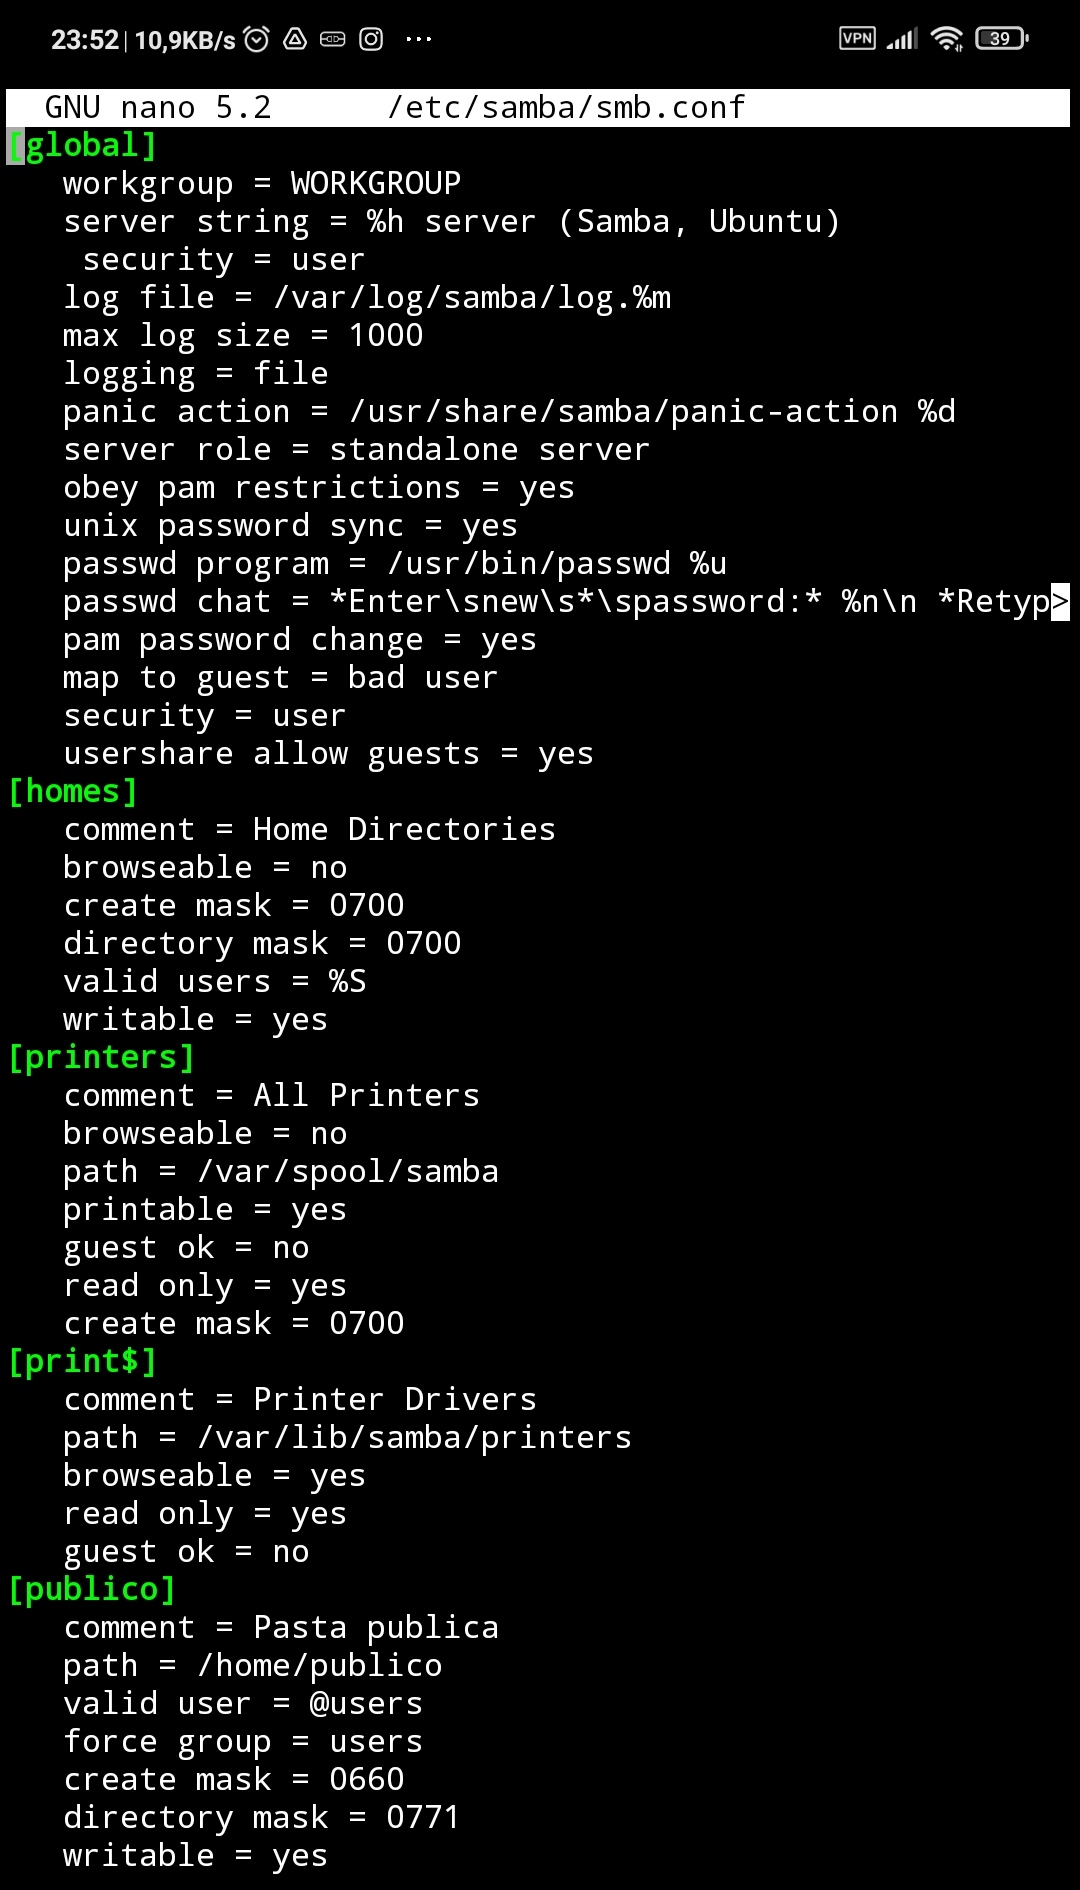 23:52 | 10,9KB/s ... VPN 39
GNU nano 5.2 /etc/samba/smb.conf
[global]
workgroup = WORKGROUP
server string = %h server (Samba, Ubuntu)
security = user
log file = /var/log/samba/log.%m
max log size = 1000
logging = file
panic action = /usr/share/samba/panic-action %d
server role = standalone server
obey pam restrictions = yes
unix password sync = yes
passwd program = /usr/bin/passwd %u
passwd chat = *Enter\snew\s*\spassword:* %n\n *Retyp>
pam password change = yes
map to guest = bad user
security = user
usershare allow guests = yes
[homes]
comment = Home Directories
browseable = no
create mask = 0700
directory mask = 0700
valid users = %S
writable = yes
[printers]
comment = All Printers
browseable = no
path = /var/spool/samba
printable = yes
guest ok = no
read only = yes
create mask = 0700
[print$]
comment = Printer Drivers
path = /var/lib/samba/printers
browseable = yes
read only = yes
guest ok = no
[publico]
comment = Pasta publica
path = /home/publico
valid user = @users
force group = users
create mask = 0660
directory mask = 0771
writable = yes